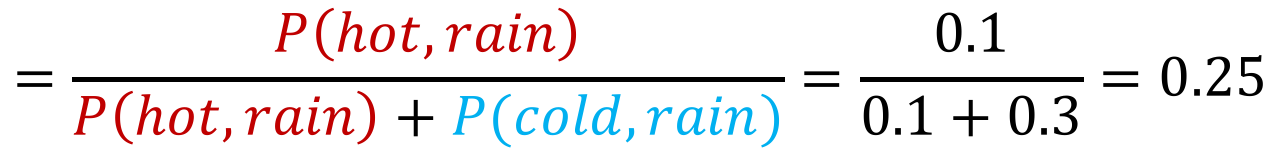 = P(hot, rain) / P(hot, rain) + P(cold, rain) = 0.1 / 0.1 + 0.3 = 0.25